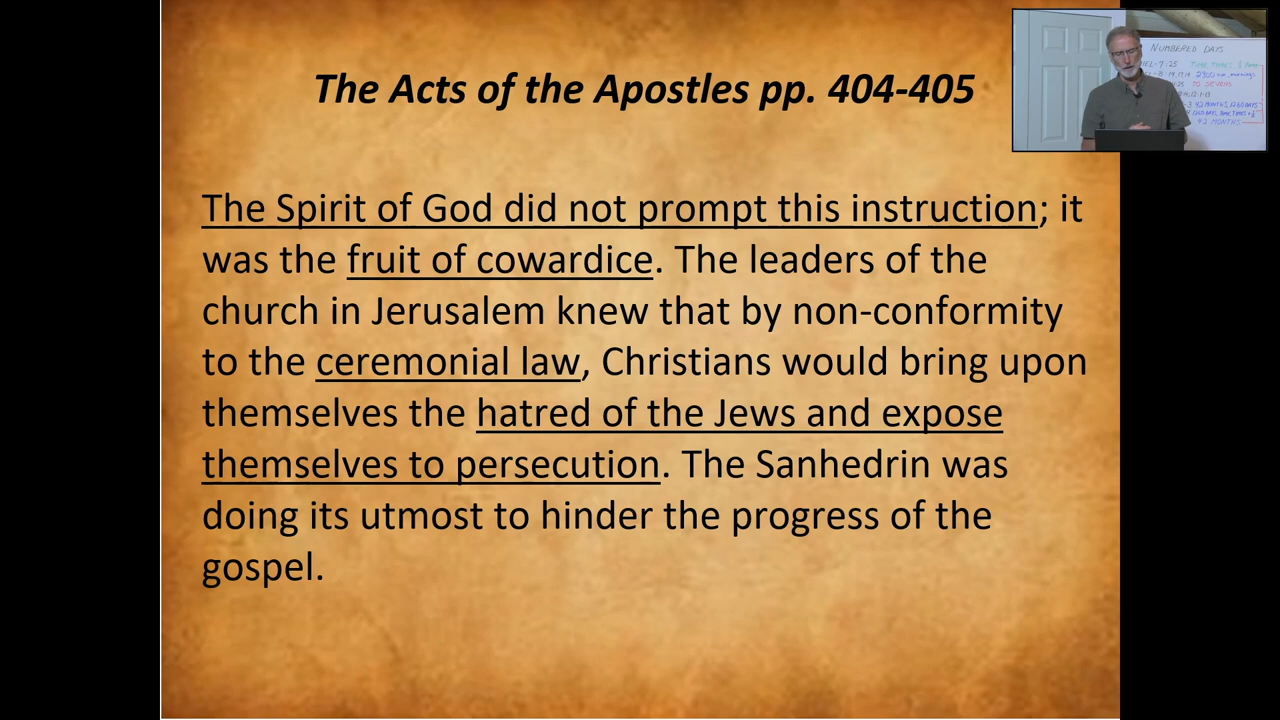 The Acts of the Apostles pp. 404-405
NUMBERED DAYS
The Spirit of God did not prompt this instruction; it
was the fruit of cowardice. The leaders of the
church in Jerusalem knew that by non-conformity
to the ceremonial law, Christians would bring upon
themselves the hatred of the Jews and expose
themselves to persecution. The Sanhedrin was
doing its utmost to hinder the progress of the
gospel.
42 MONTHS